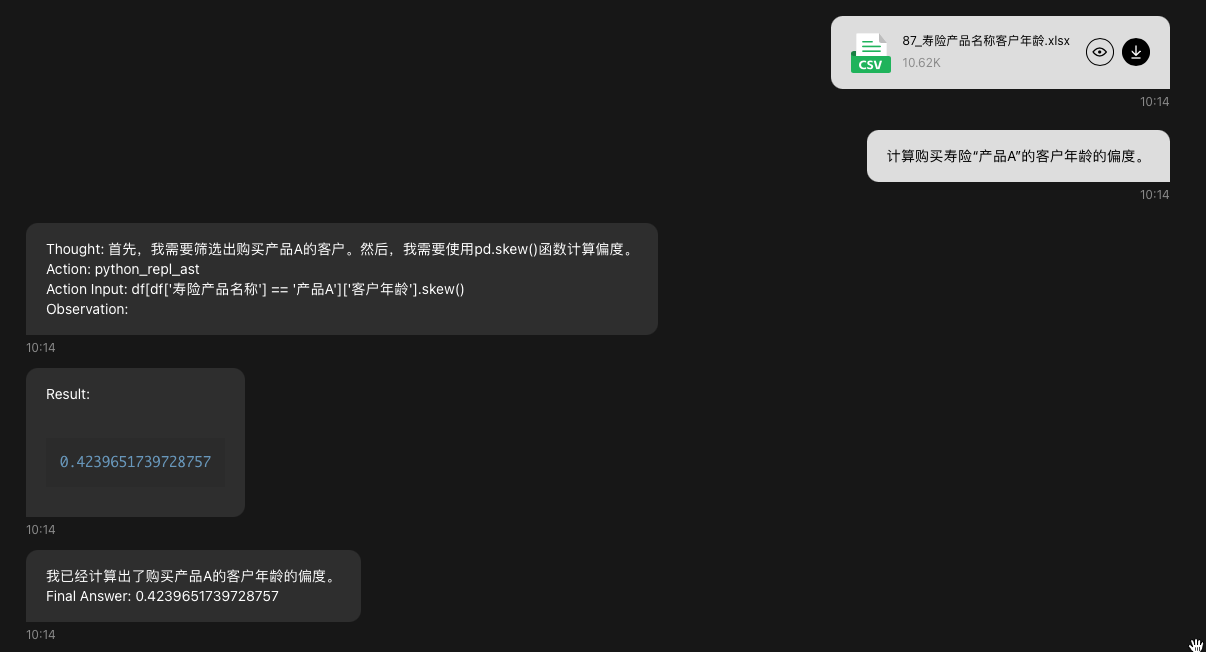 87_寿险产品名称客户年龄.xlsx
CSV
10.62K
10:14
计算购买寿险“产品A”的客户年龄的偏度。
10:14
Thought: 首先，我需要筛选出购买产品A的客户。然后，我需要使用pd.skew()函数计算偏度。
Action: python_repl_ast
Action Input: df[df['寿险产品名称'] == '产品A']['客户年龄'].skew()
Observation:
10:14
Result:
0.4239651739728757
10:14
我已经计算出了购买产品A的客户年龄的偏度。
Final Answer: 0.4239651739728757
10:14